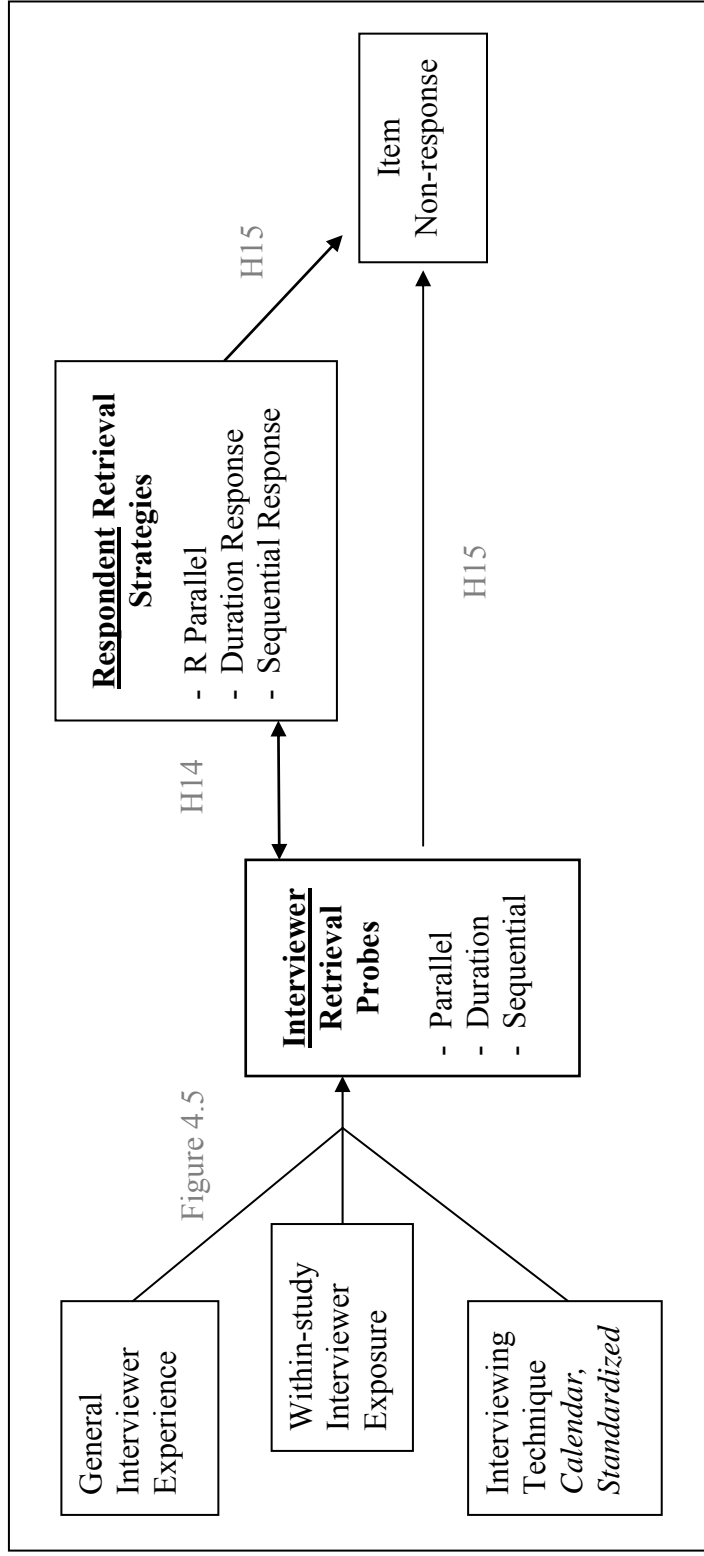 General
Interviewer
Experience
Within-study
Interviewer
Exposure
Interviewing
Technique
Calendar,
Standardized
Figure 4.5
Interviewer
Retrieval
Probes
- Parallel
- Duration
- Sequential
H14
Respondent Retrieval
Strategies
- R Parallel
- Duration Response
- Sequential Response
H15
H15
Item
Non-response